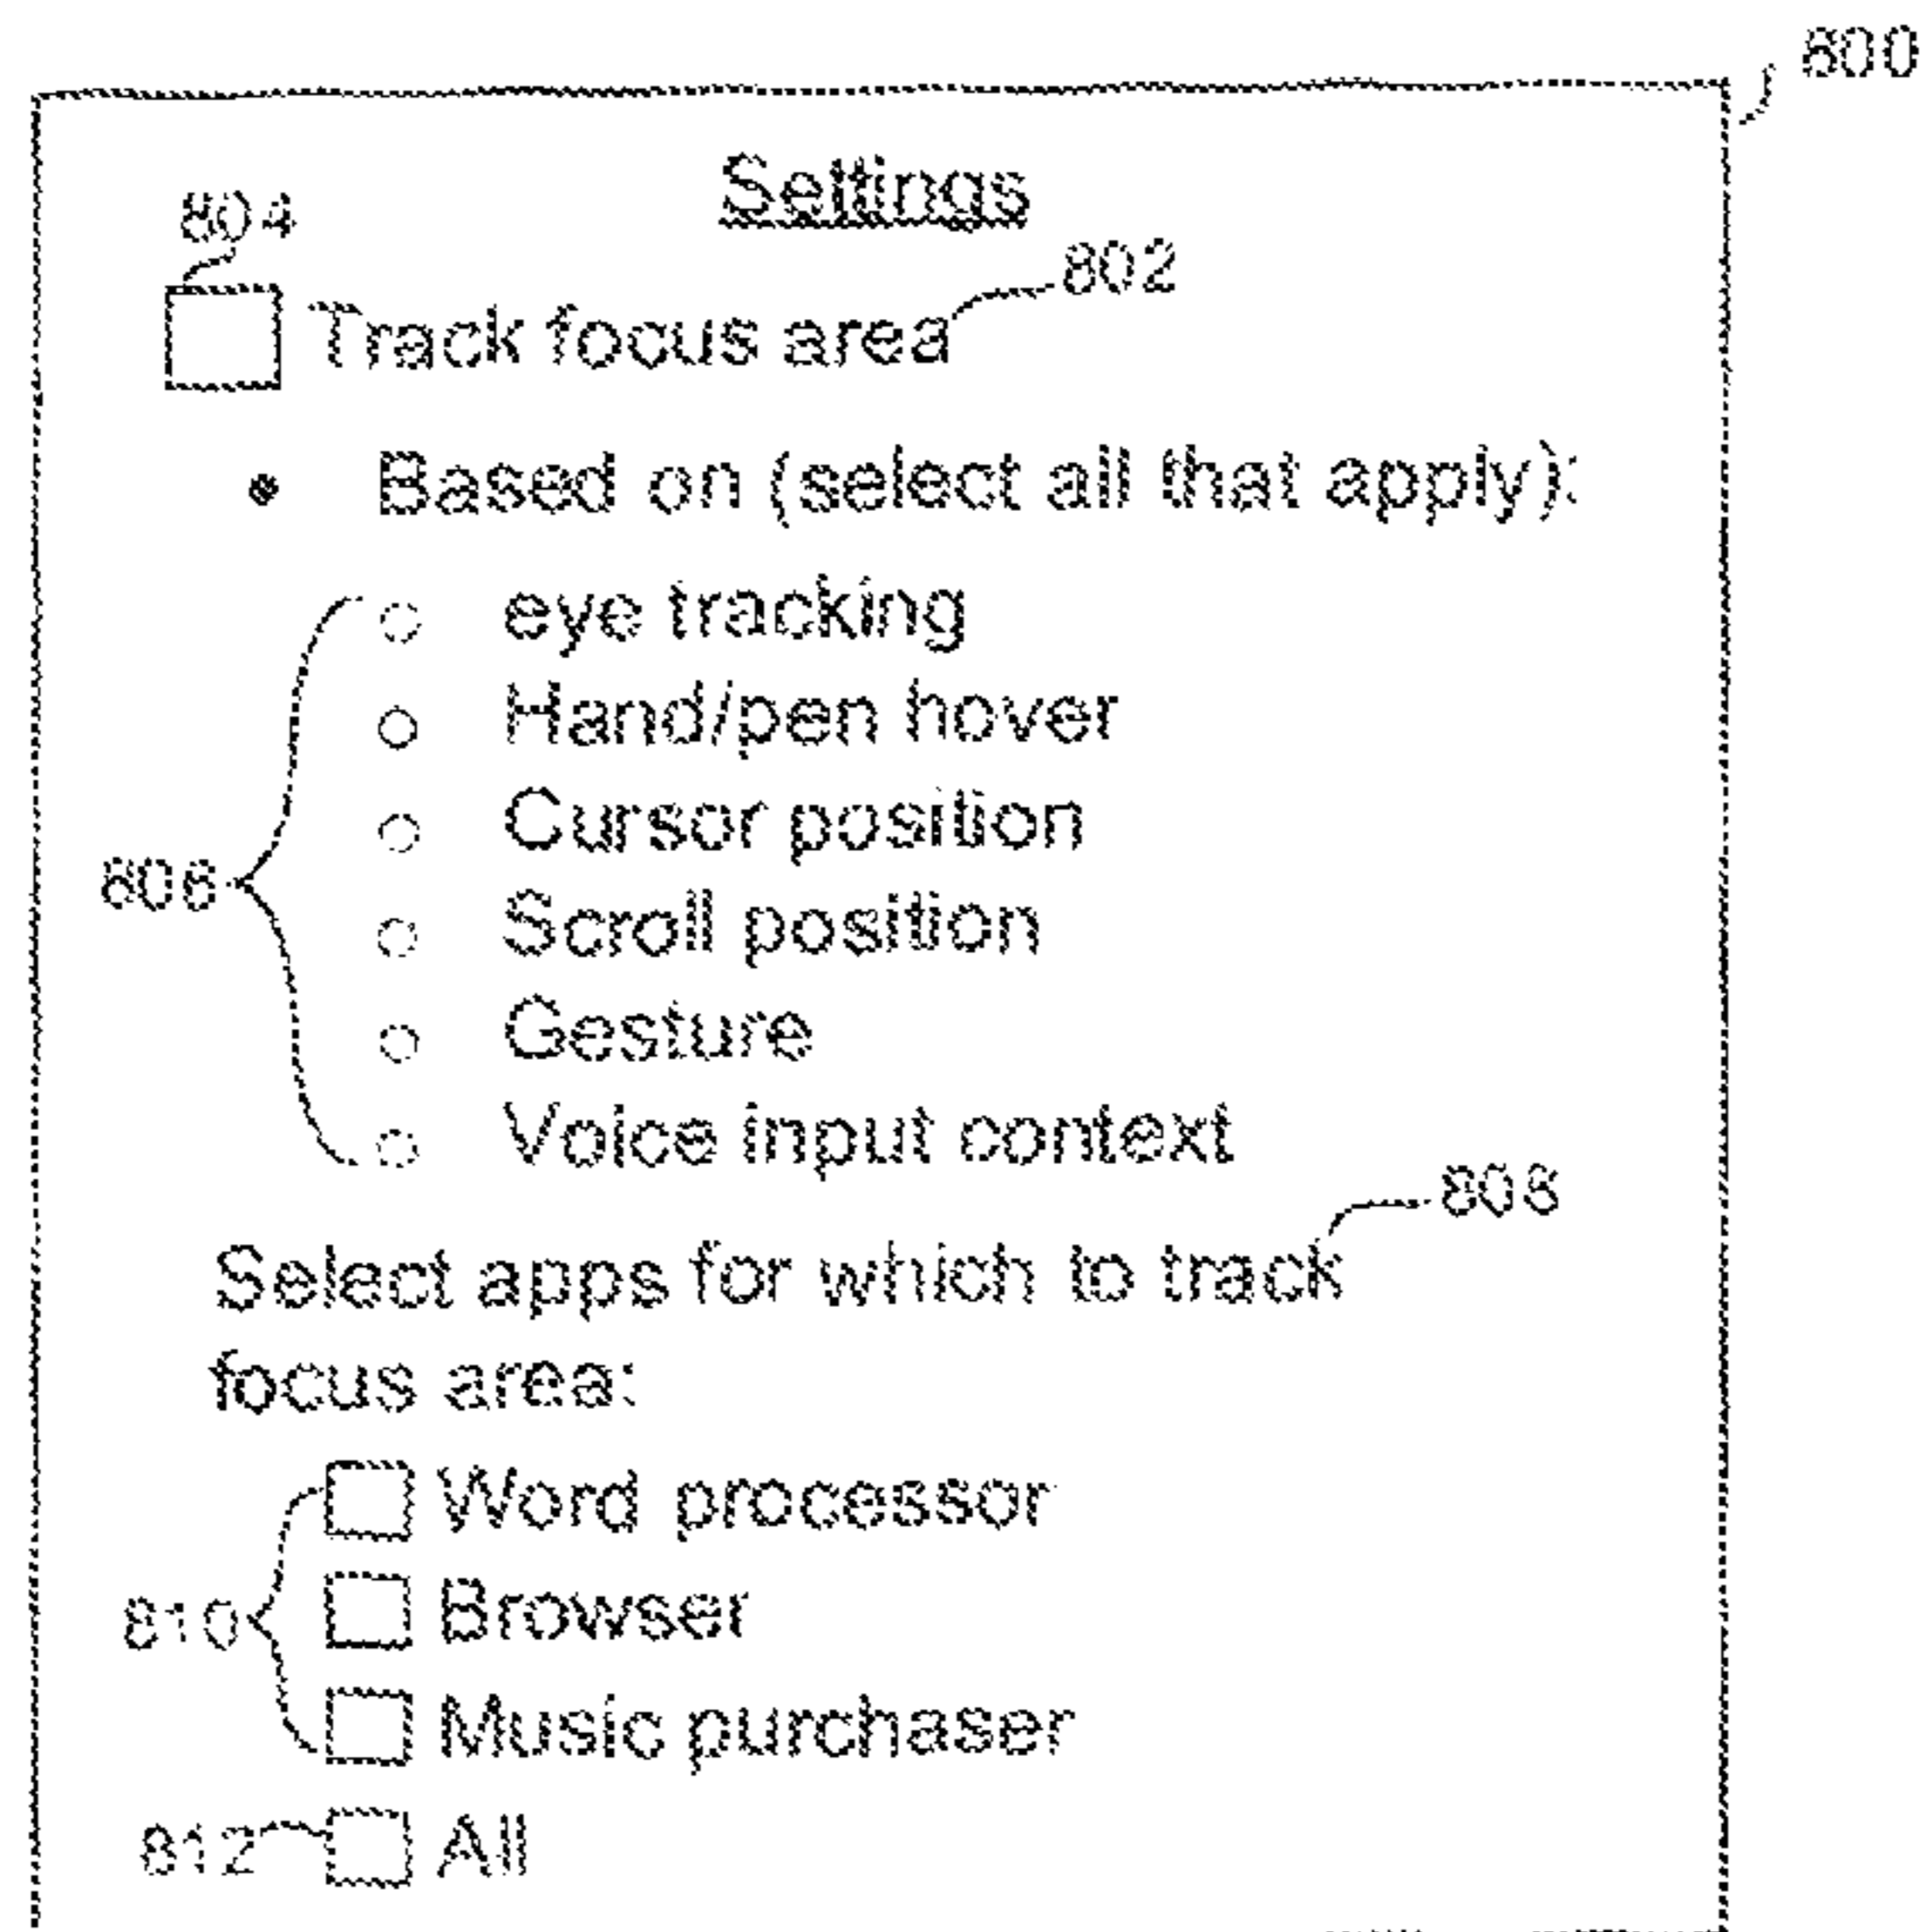 800
Settings
804
802
Track focus area
• Based on (select all that apply):
eye tracking
Hand/pen hover
Cursor position
806
Scroll position
Gesture
Voice input context
808
Select apps for which to track
focus area:
Word processor
810
Browser
Music purchaser
812
All